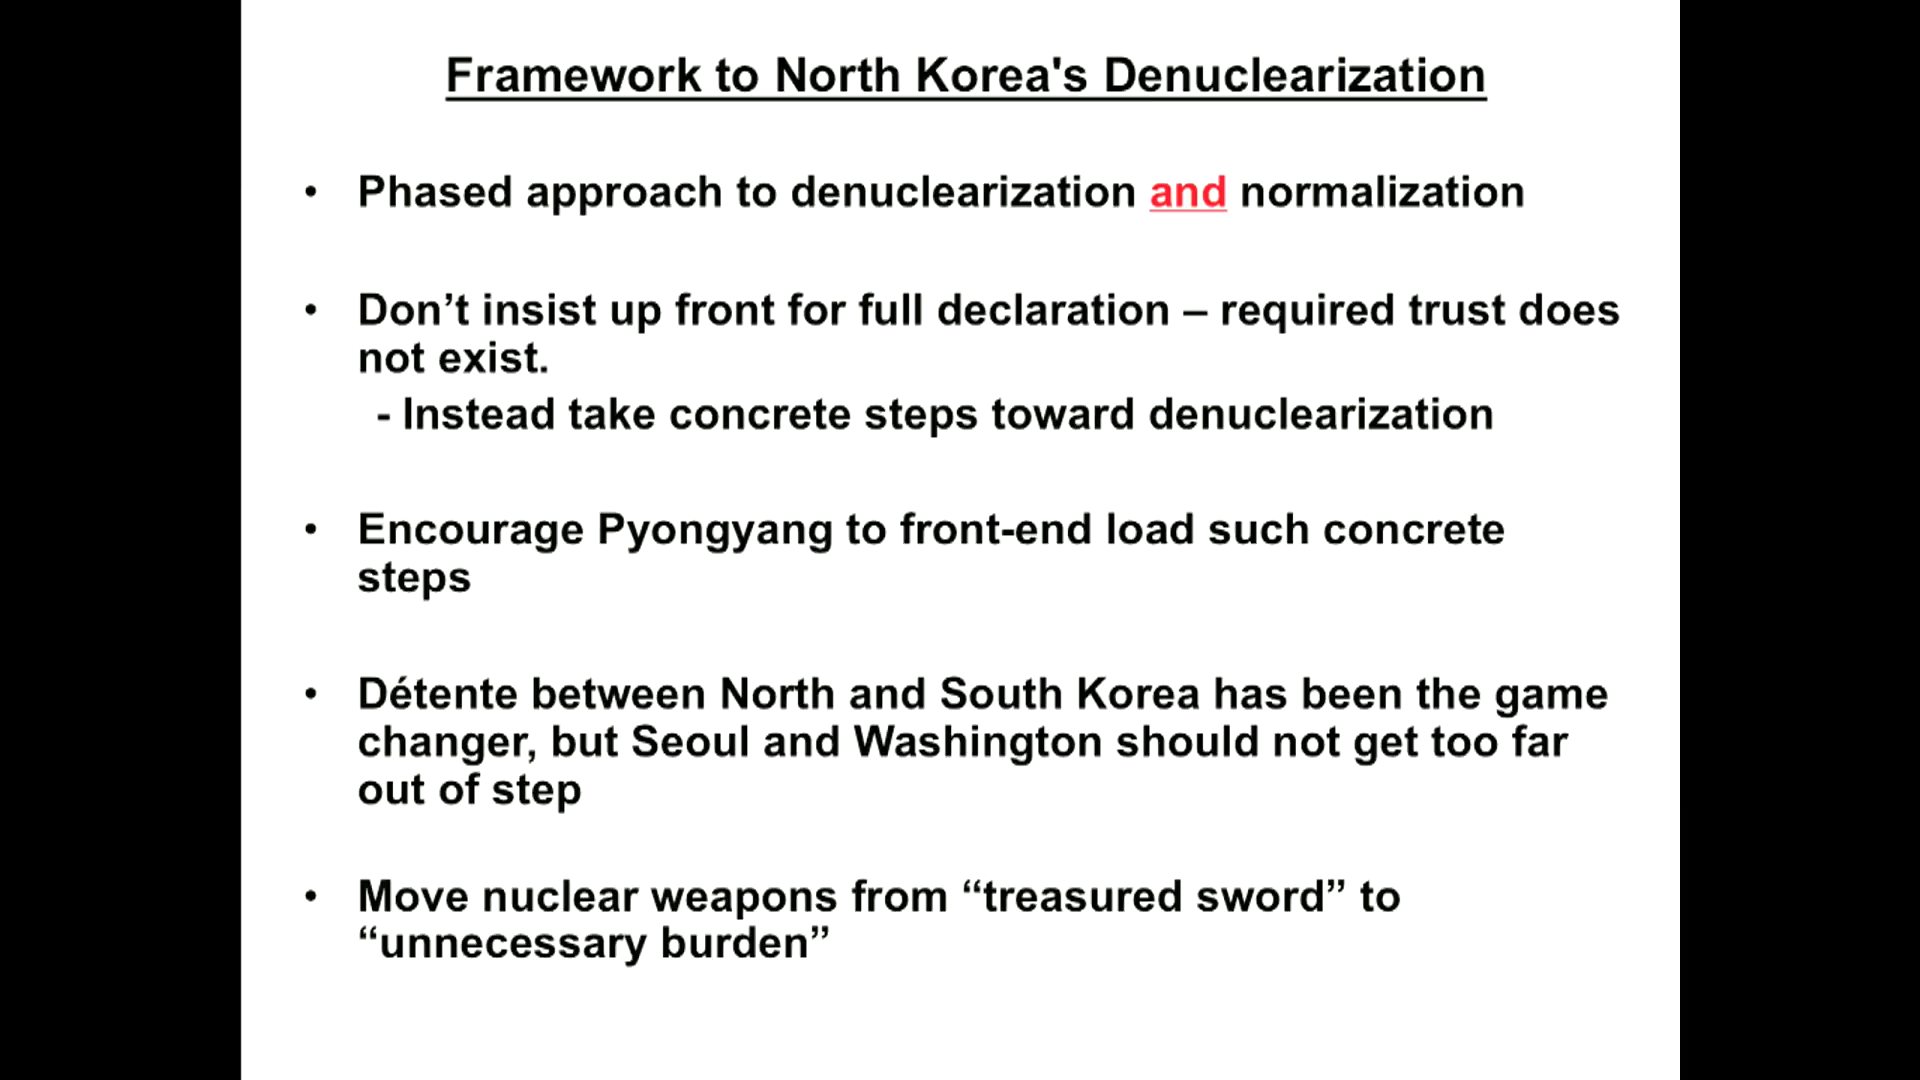 Framework to North Korea's Denuclearization
• Phased approach to denuclearization and normalization
• Don’t insist up front for full declaration – required trust does
not exist.
- Instead take concrete steps toward denuclearization
• Encourage Pyongyang to front-end load such concrete
steps
• Détente between North and South Korea has been the game
changer, but Seoul and Washington should not get too far
out of step
• Move nuclear weapons from “treasured sword” to
“unnecessary burden”